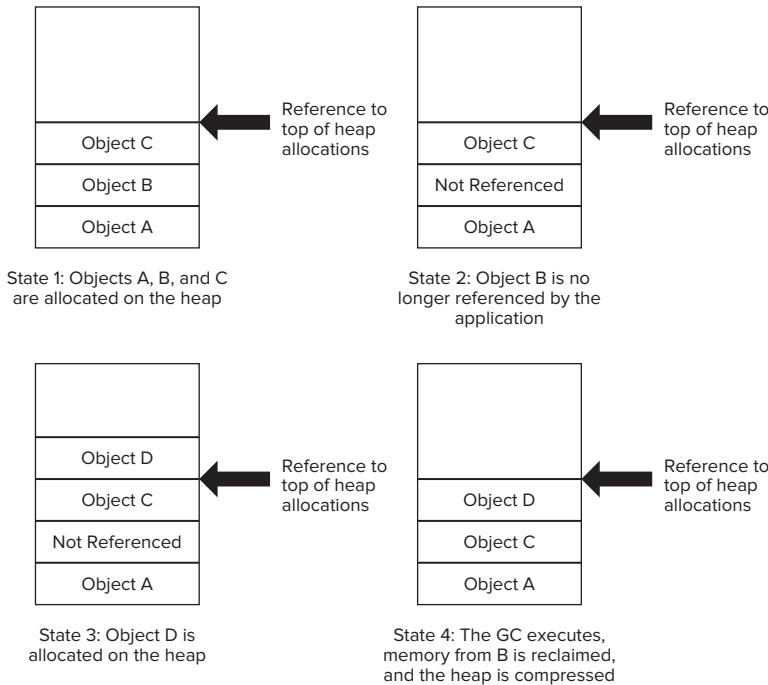 Object C
Object B
Object A
Reference to
top of heap
allocations
State 1: Objects A, B, and C
are allocated on the heap
Object C
Not Referenced
Object A
Reference to
top of heap
allocations
State 2: Object B is no
longer referenced by the
application
Object D
Object C
Not Referenced
Object A
Reference to
top of heap
allocations
State 3: Object D is
allocated on the heap
Object D
Object C
Object A
Reference to
top of heap
allocations
State 4: The GC executes,
memory from B is reclaimed,
and the heap is compressed